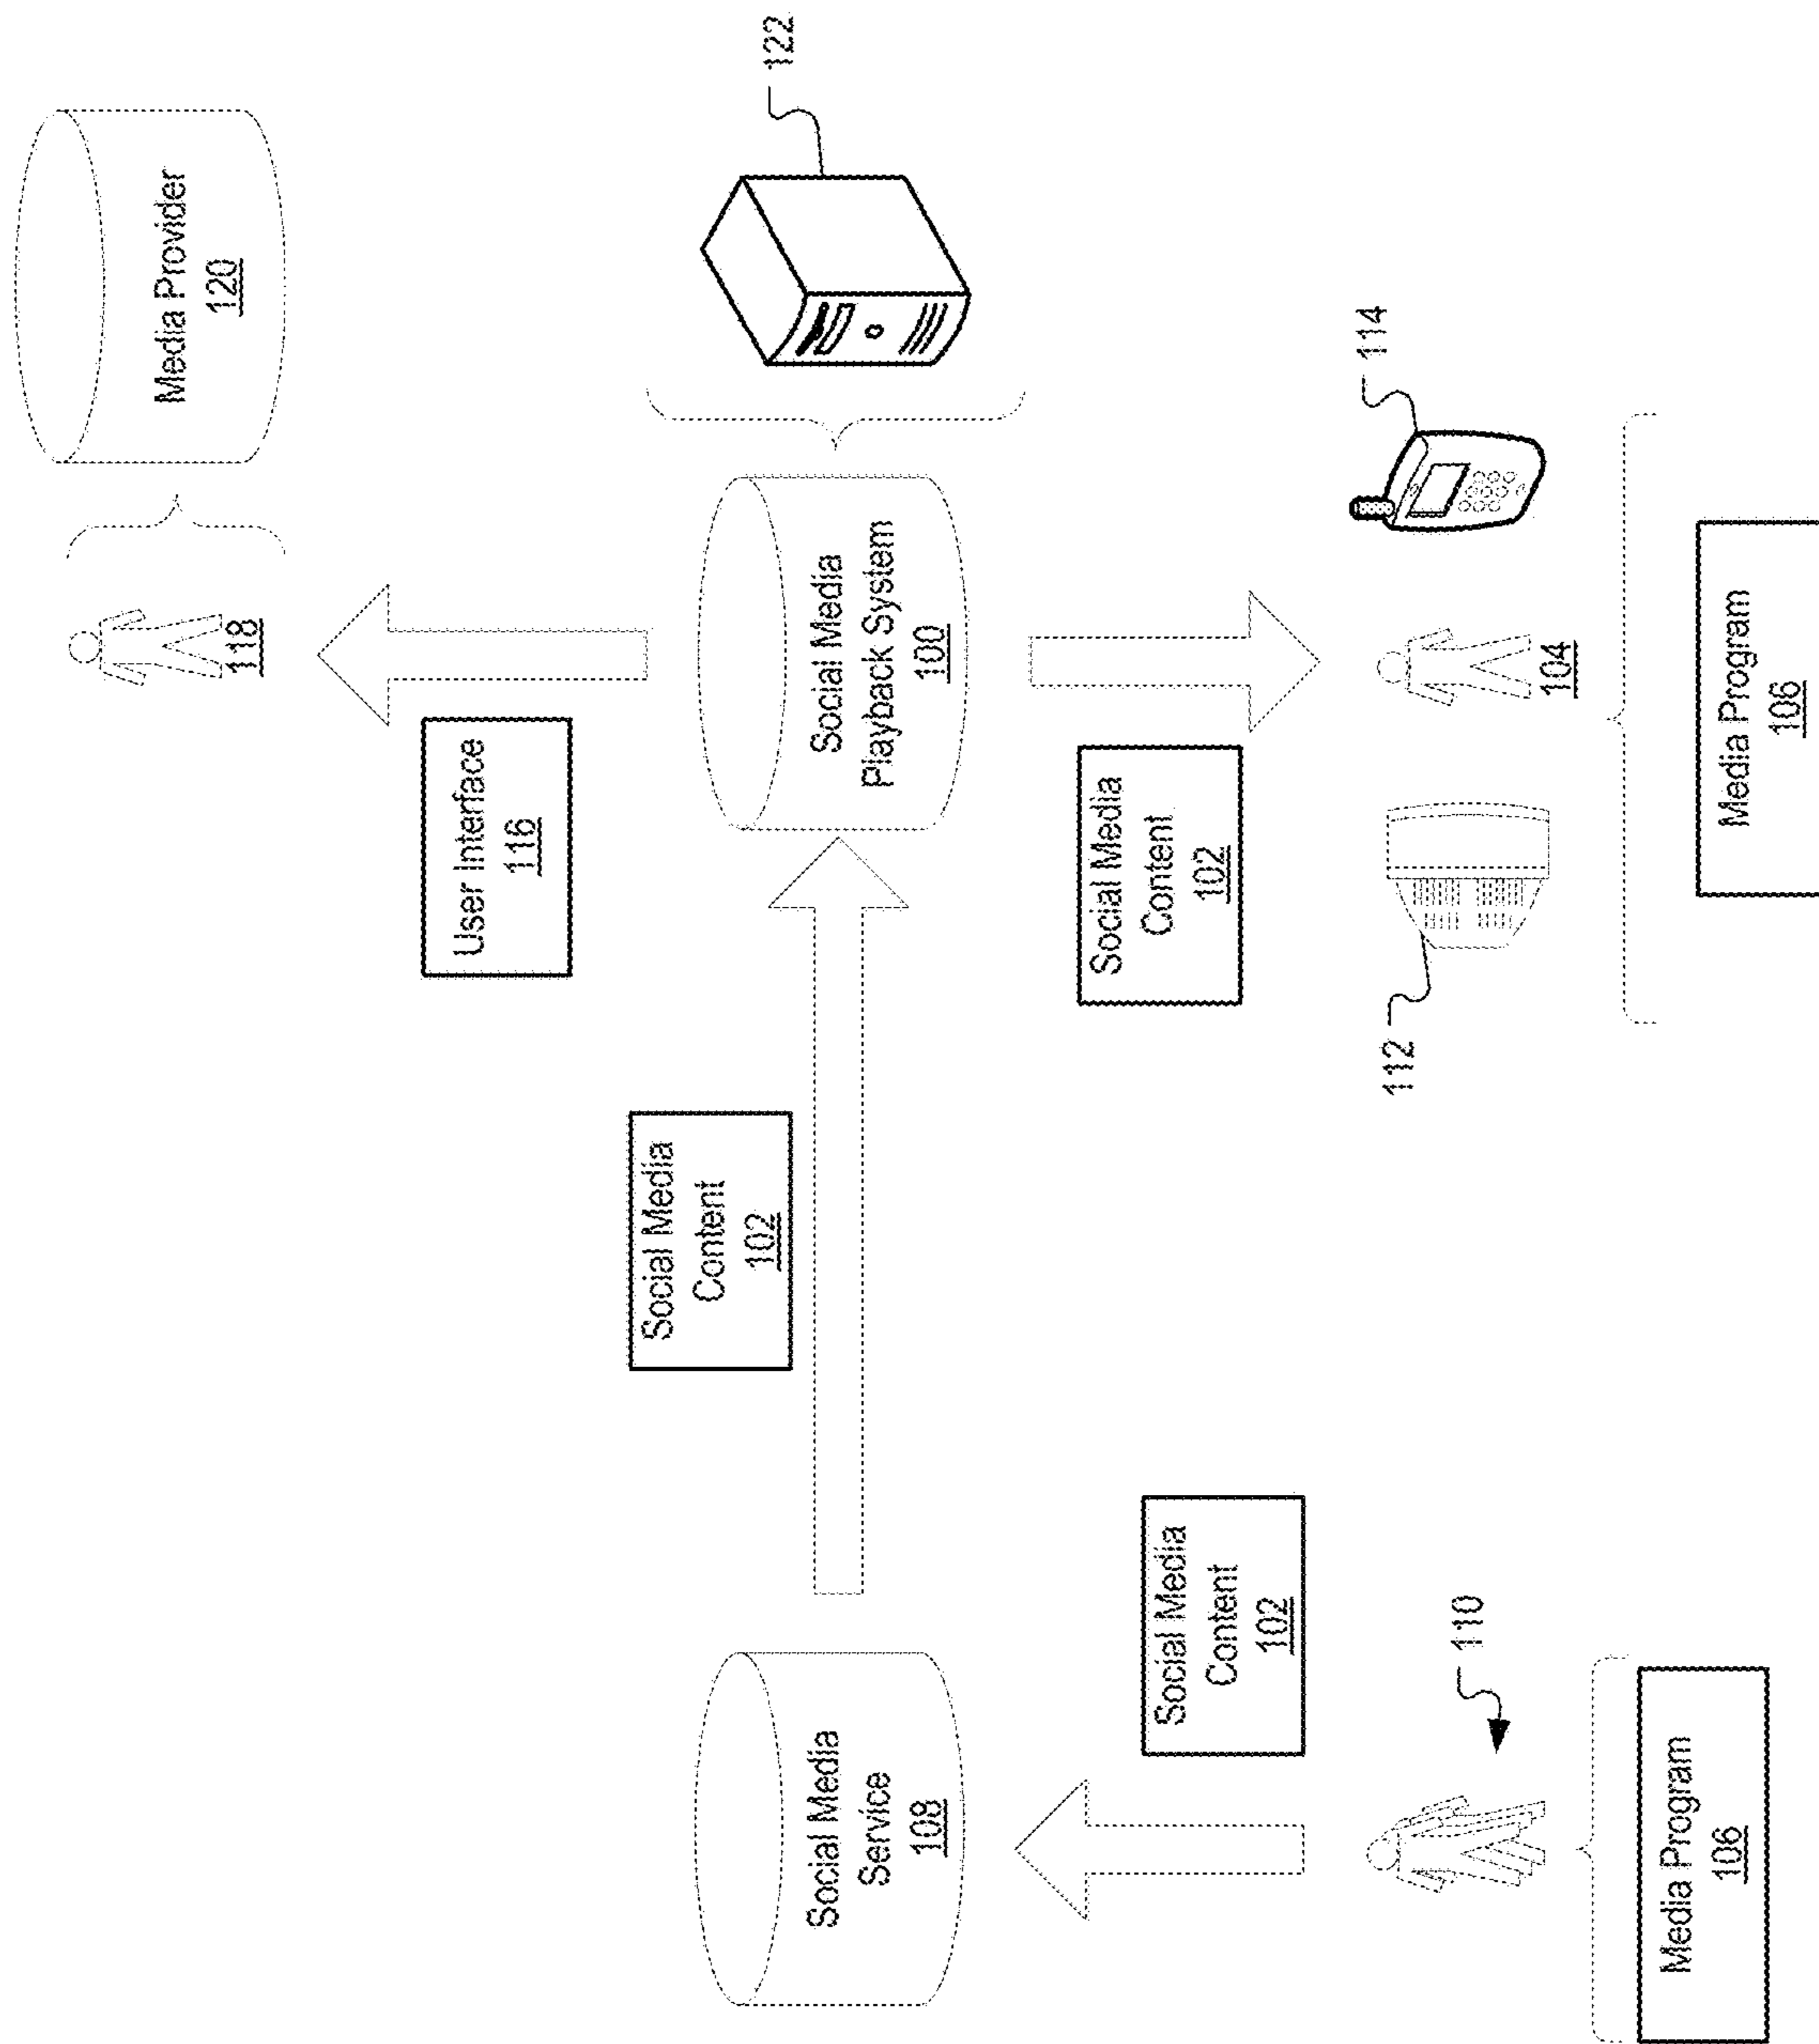 Media Provider
120
118
User Interface
116
122
Social Media
Service
108
Social Media
Content
102
Social Media
Playback System
100
Social Media
Content
102
110
Social Media
Content
102
112
104
114
Media Program
106
Media Program
106